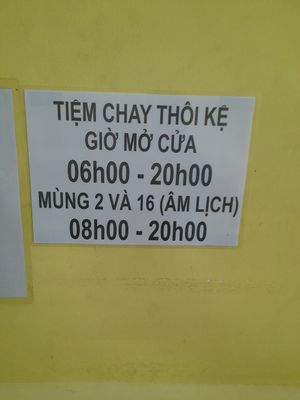 TIỆM CHAY THÔI KỆ
GIỜ MỞ CỬA
06h00 - 20h00
MÙNG 2 VÀ 16 (ÂM LỊCH)
08h00 - 20h00